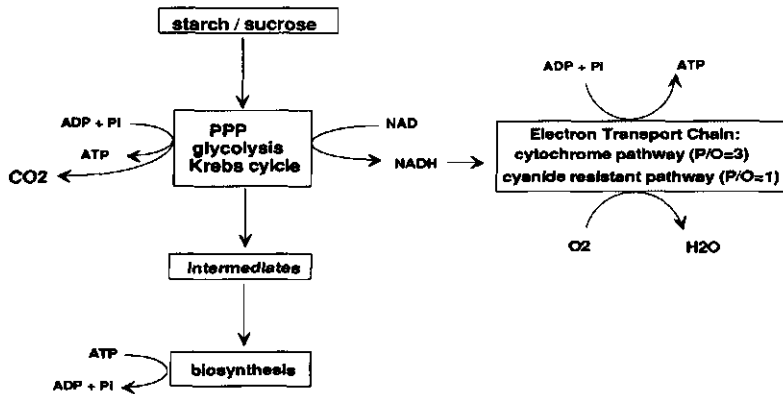 starch / sucrose
ADP + PI
ATP
CO2
PPP
glycolysis
Krebs cylcle
NAD
NADH
ADP + PI
ATP
Electron Transport Chain:
cytochrome pathway (P/O=3)
cyanide resistant pathway (P/O=1)
O2
H2O
Intermediates
ATP
ADP + PI
biosynthesis